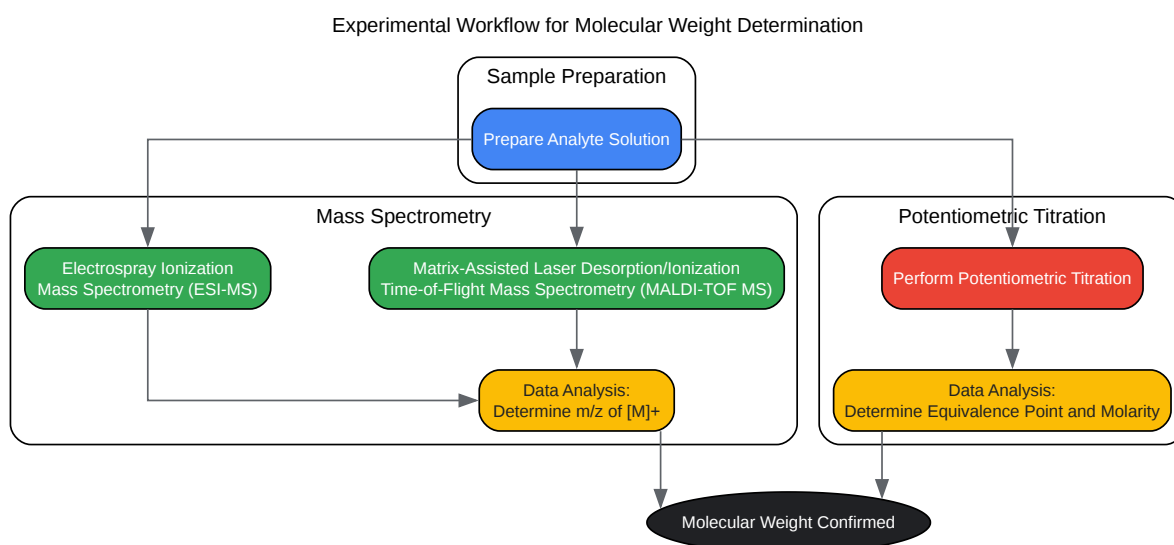 Experimental Workflow for Molecular Weight Determination
Sample Preparation
Prepare Analyte Solution
Mass Spectrometry
Electrospray Ionization
Mass Spectrometry (ESI-MS)
Matrix-Assisted Laser Desorption/Ionization
Time-of-Flight Mass Spectrometry (MALDI-TOF MS)
Data Analysis:
Determine m/z of [M]+
Potentiometric Titration
Perform Potentiometric Titration
Data Analysis:
Determine Equivalence Point and Molarity
Molecular Weight Confirmed